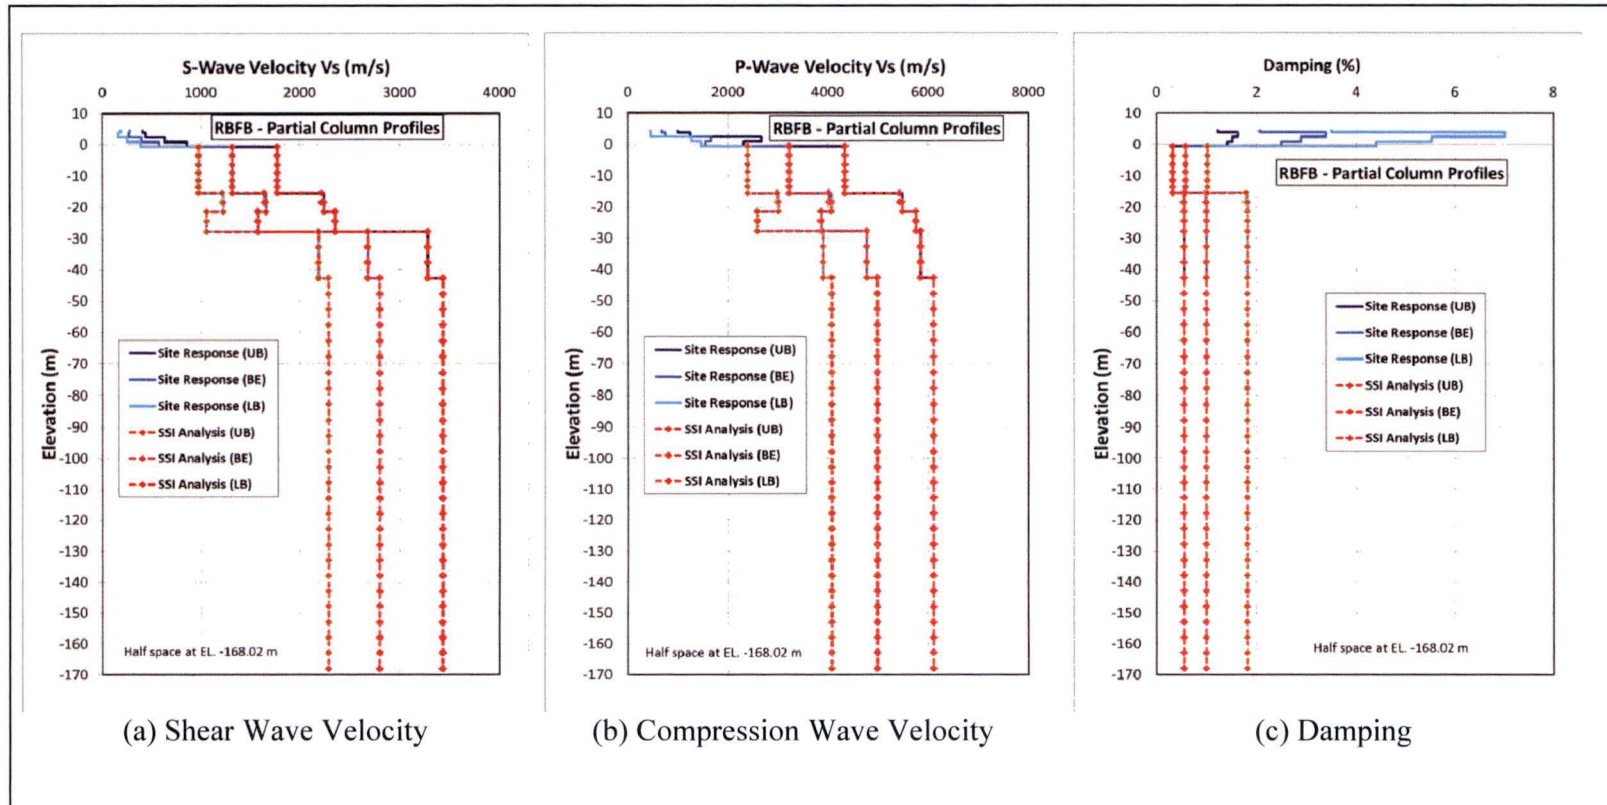 S-Wave Velocity Vs (m/s)
0 1000 2000 3000 4000
10
0
-10
-20
-30
-40
-50
-60
-70
-80
-90
-100
-110
-120
-130
-140
-150
-160
-170
Elevation (m)
RBFB - Partial Column Profiles
Site Response (UB)
Site Response (BE)
Site Response (LB)
SSI Analysis (UB)
SSI Analysis (BE)
SSI Analysis (LB)
Half space at EL. -168.02 m
(a) Shear Wave Velocity
P-Wave Velocity Vs (m/s)
0 2000 4000 6000 8000
10
0
-10
-20
-30
-40
-50
-60
-70
-80
-90
-100
-110
-120
-130
-140
-150
-160
-170
Elevation (m)
RBFB - Partial Column Profiles
Site Response (UB)
Site Response (BE)
Site Response (LB)
SSI Analysis (UB)
SSI Analysis (BE)
SSI Analysis (LB)
Half space at EL. -168.02 m
(b) Compression Wave Velocity
Damping (%)
0 2 4 6 8
10
0
-10
-20
-30
-40
-50
-60
-70
-80
-90
-100
-110
-120
-130
-140
-150
-160
-170
Elevation (m)
RBFB - Partial Column Profiles
Site Response (UB)
Site Response (BE)
Site Response (LB)
SSI Analysis (UB)
SSI Analysis (BE)
SSI Analysis (LB)
Half space at EL. -168.02 m
(c) Damping